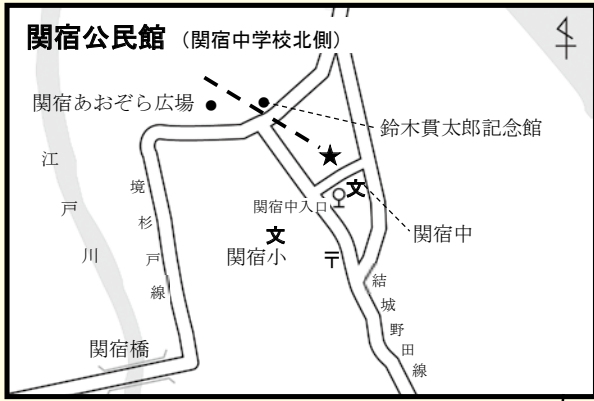 関宿公民館 (関宿中学校北側)
関宿あおぞら広場
鈴木貫太郎記念館
江戸川
境杉戸線
関宿中入口
文
関宿中
文
関宿小
〒
結城野田線
関宿橋